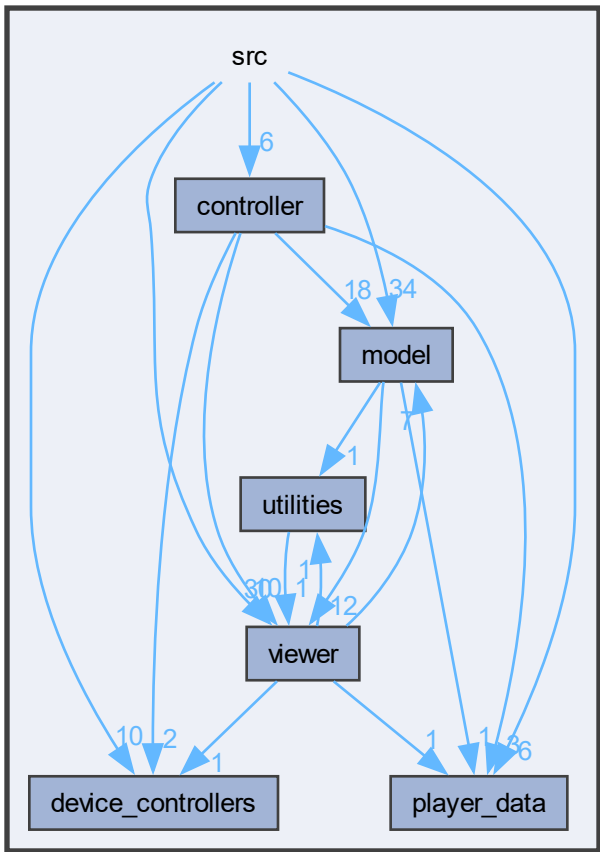 src
6
controller
18
34
model
7
1
utilities
1
1
12
10
viewer
10
2
1
1
1
3
6
device_controllers
player_data